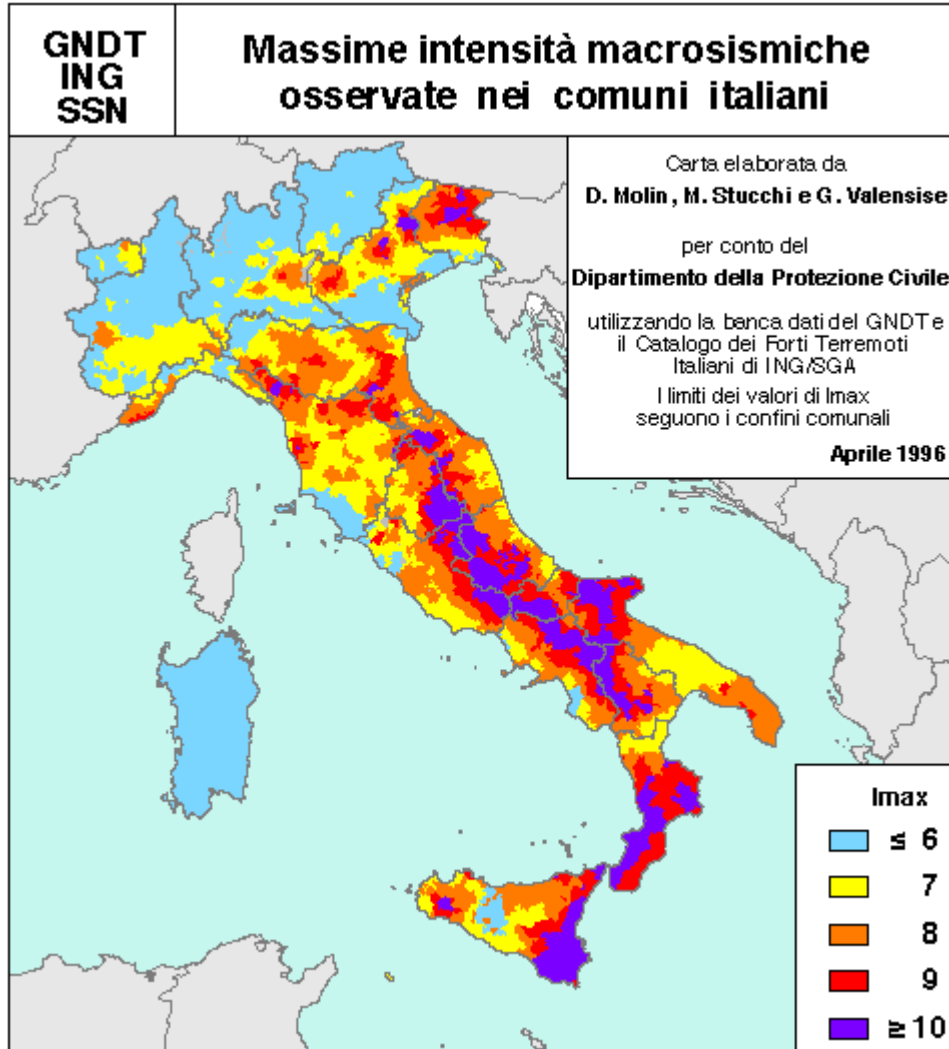 GNDT
ING
SSN
Massime intensità macrosismiche
osservate nei comuni italiani
Carta elaborata da
D. Molin, M. Stucchi e G. Valensise
per conto del
Dipartimento della Protezione Civile
utilizzando la banca dati del GNDT e
il Catalogo dei Forti Terremoti
Italiani di ING/SGA
I limiti dei valori di Imax
seguono i confini comunali
Aprile 1996
Imax
≤ 6
7
8
9
≥ 10